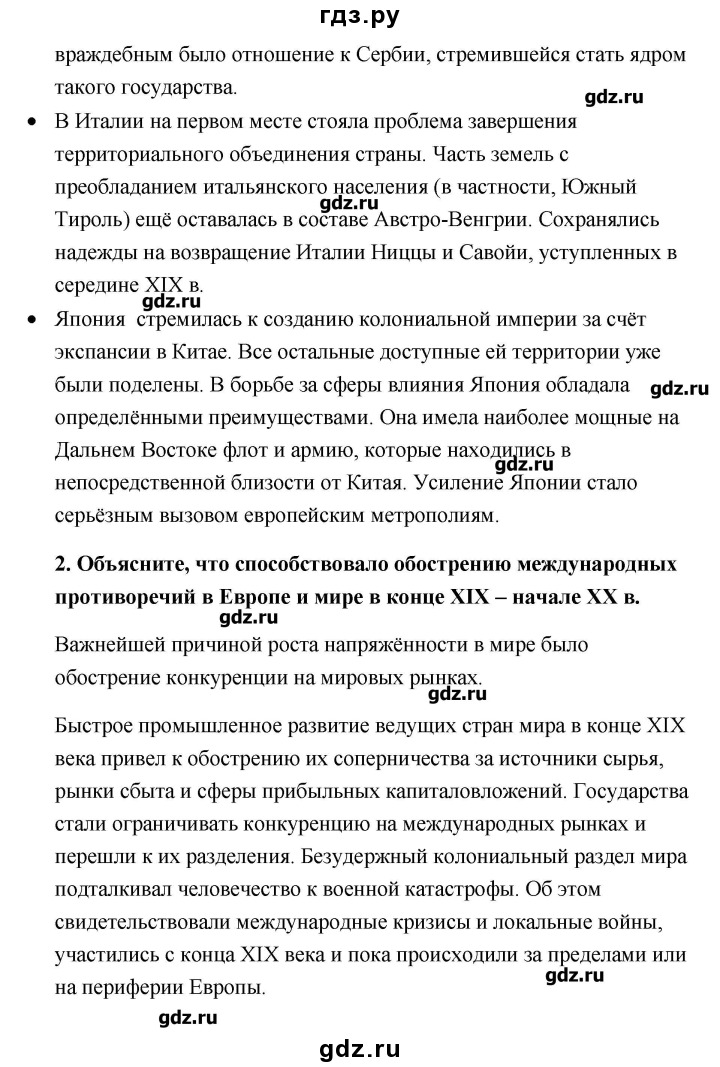 гдз.ру
враждебным было отношение к Сербии, стремившейся стать ядром
такого государства.
gdz.ru
• В Италии на первом месте стояла проблема завершения
территориального объединения страны. Часть земель с
преобладанием итальянского населения (в частности, Южный
gdz.ru
Тироль) ещё оставалась в составе Австро-Венгрии. Сохранялись
надежды на возвращение Италии Ниццы и Савойи, уступленных в
середине XIX в.
gdz.ru
• Япония стремилась к созданию колониальной империи за счёт
экспансии в Китае. Все остальные доступные ей территории уже
были поделены. В борьбе за сферы влияния Япония обладала
gdz.ru
определёнными преимуществами. Она имела наиболее мощные на
Дальнем Востоке флот и армию, которые находились в
gdz.ru
непосредственной близости от Китая. Усиление Японии стало
серьёзным вызовом европейским метрополиям.
2. Объясните, что способствовало обострению международных
противоречий в Европе и мире в конце XIX – начале XX в.
gdz.ru
Важнейшей причиной роста напряжённости в мире было
обострение конкуренции на мировых рынках.
gdz.ru
Быстрое промышленное развитие ведущих стран мира в конце XIX
века привел к обострению их соперничества за источники сырья,
рынки сбыта и сферы прибыльных капиталовложений. Государства
стали ограничивать конкуренцию на международных рынках и
перешли к их разделения. Безудержный колониальный раздел мира
подталкивал человечество к военной катастрофы. Об этом
свидетельствовали международные кризисы и локальные войны,
участились с конца XIX века и пока происходили за пределами или
gdz.ru
на периферии Европы.
gdz.ru
gdz.ru